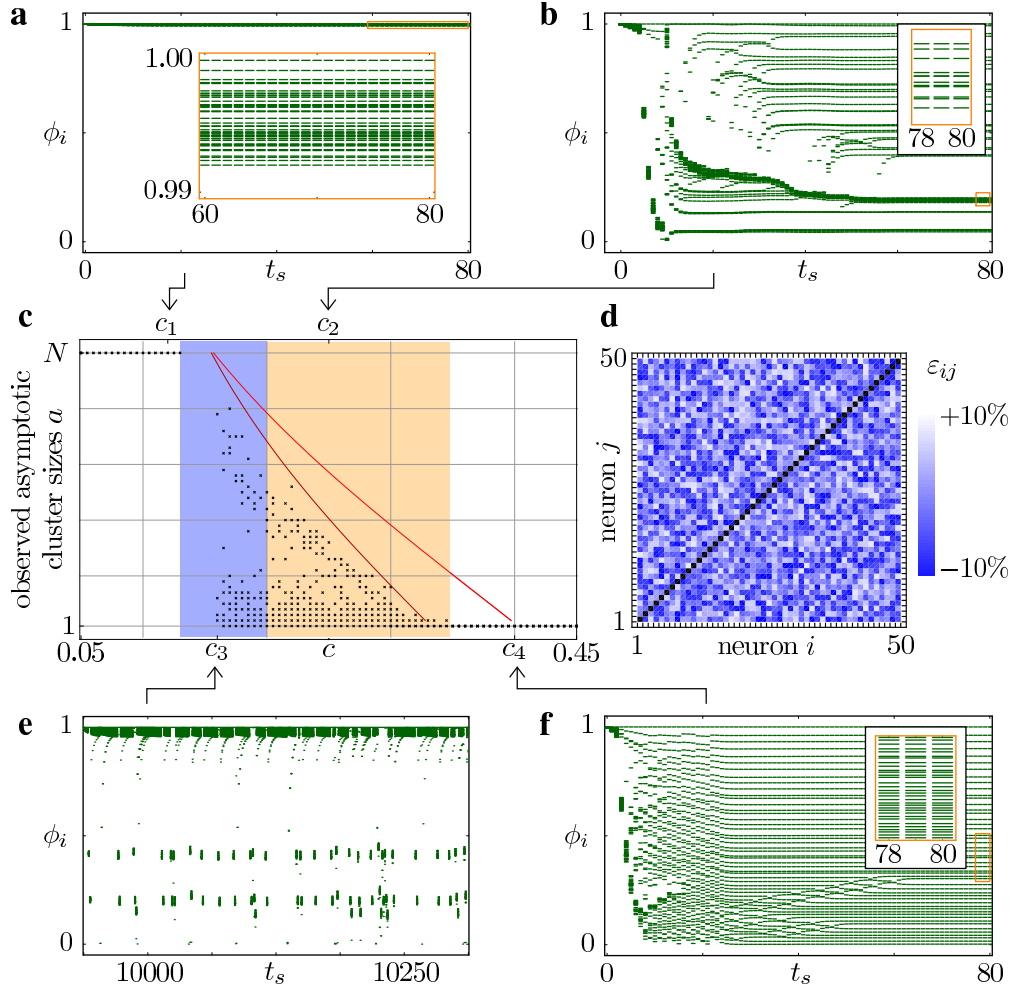 a
1
ϕᵢ
0
1.00
0.99
60
80
0
tₛ
80
b
1
ϕᵢ
0
78 80
0
tₛ
80
c
c₁
c₂
N
observed asymptotic
cluster sizes a
1
0.05
c₃
c
c₄
0.45
d
50
neuron j
1
1
neuron i
50
εᵢⱼ
+10%
−10%
e
1
ϕᵢ
0
10000
tₛ
10250
f
1
ϕᵢ
0
78 80
0
tₛ
80